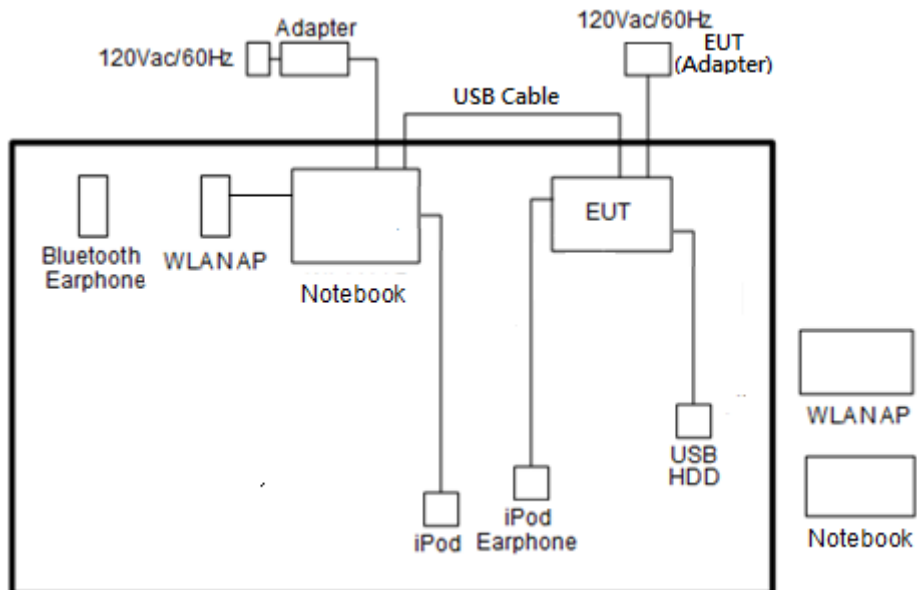 120Vac/60Hz
Adapter
120Vac/60Hz
EUT
(Adapter)
USB Cable
Bluetooth
Earphone
WLAN AP
Notebook
EUT
iPod
iPod
Earphone
USB
HDD
WLAN AP
Notebook